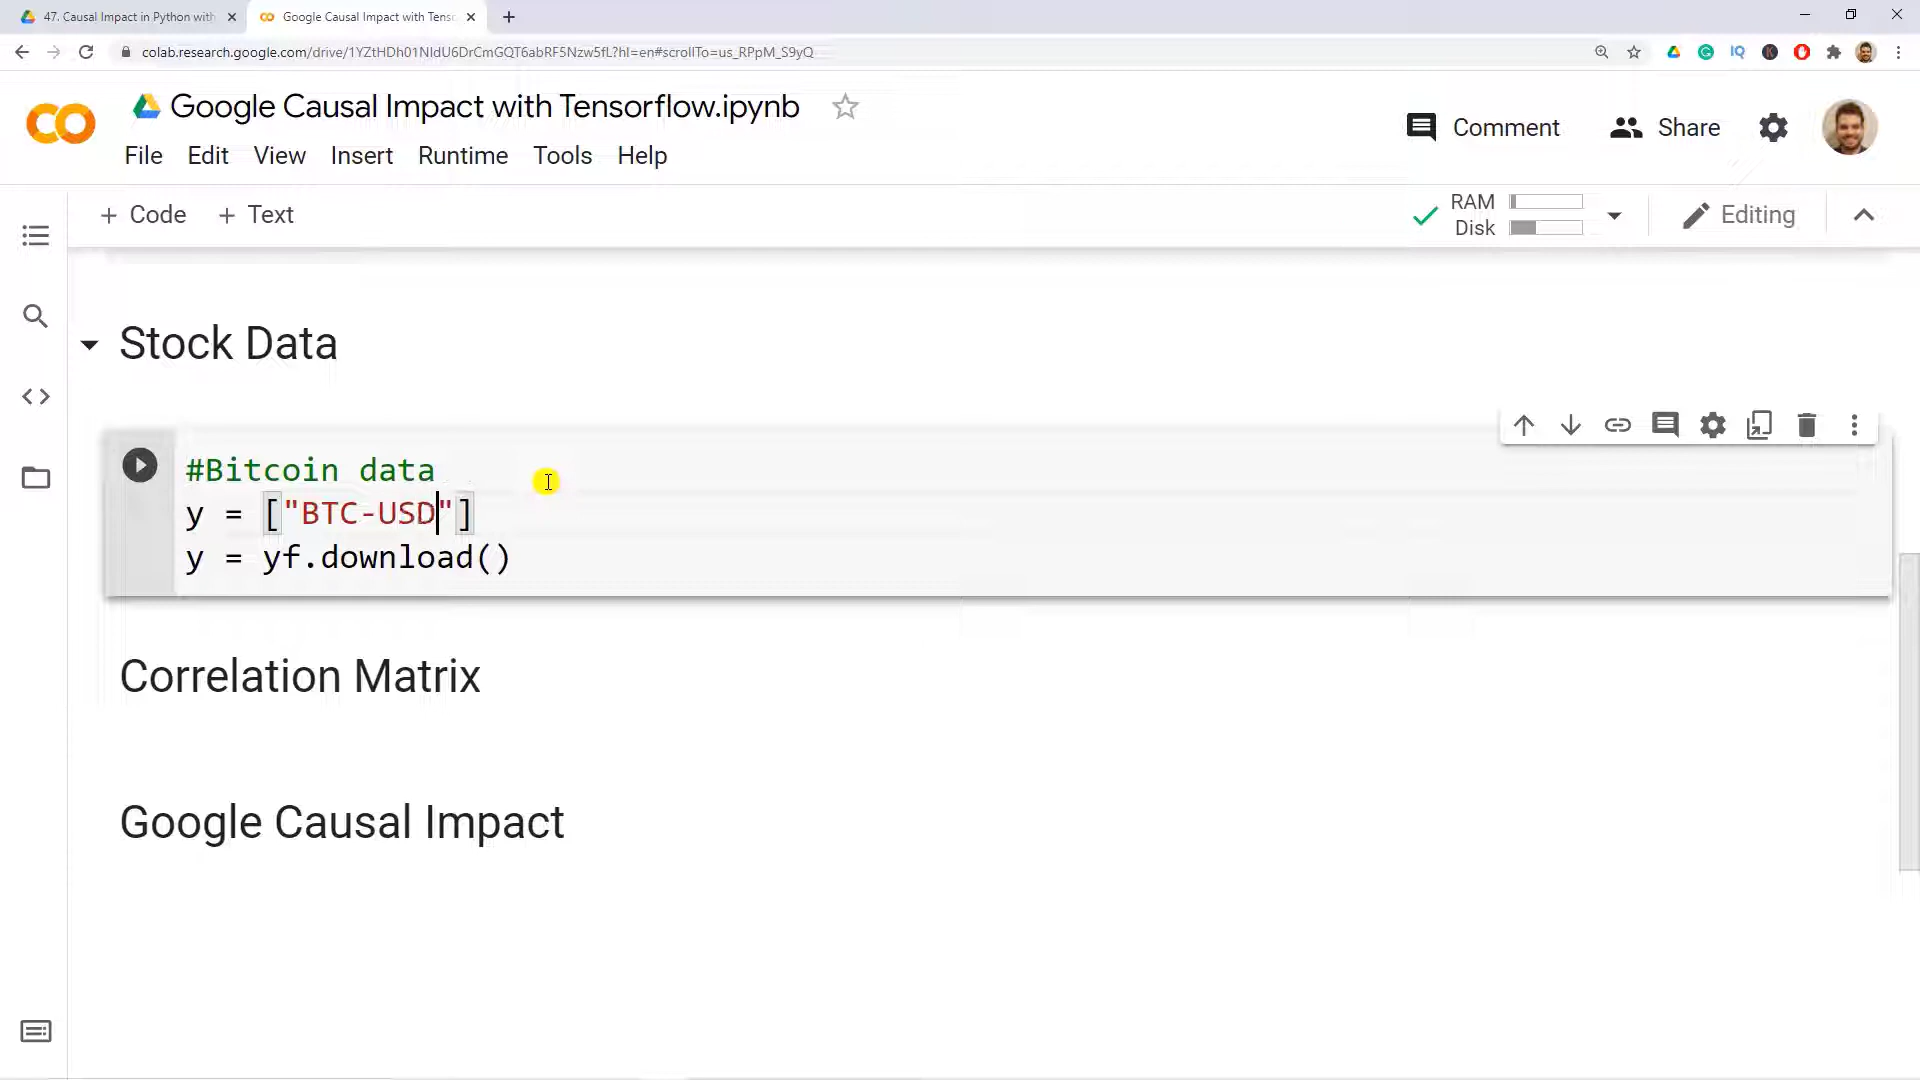 47. Causal Impact in Python with
Google Causal Impact with Tenso
colab.research.google.com/drive/1YZtHDh01NIdU6DrCmGQT6abRF5Nzw5fL?hl=en#scrollTo=us_RPpM_S9yQ
Google Causal Impact with Tensorflow.ipynb
Comment
Share
File Edit View Insert Runtime Tools Help
+ Code + Text
RAM
Disk
Editing
Stock Data
#Bitcoin data
y = ["BTC-USD"]
y = yf.download()
Correlation Matrix
Google Causal Impact